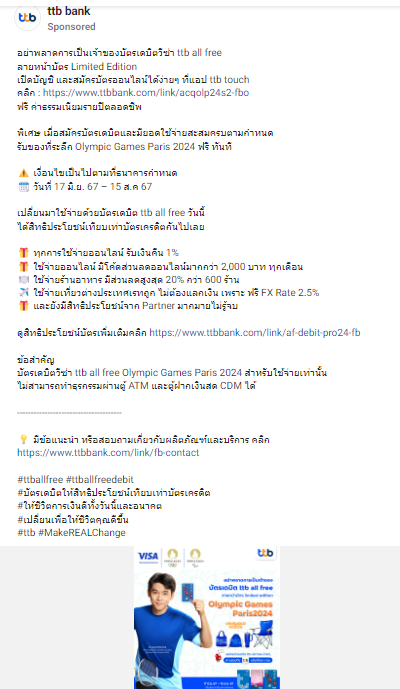 ttb bank
Sponsored
อย่าพลาดการเป็นเจ้าของบัตรเดบิตวีซ่า ttb all free
ลายหน้าบัตร Limited Edition
เปิดบัญชี และสมัครบัตรออนไลน์ได้ง่ายๆ ที่แอป ttb touch
คลิก : https://www.ttbbank.com/link/acqolp24s2-fbo
ฟรี ค่าธรรมเนียมรายปีตลอดชีพ
พิเศษ เมื่อสมัครบัตรเดบิตและมียอดใช้จ่ายสะสมครบตามกำหนด
รับของที่ระลึก Olympic Games Paris 2024 ฟรี ทันที
⚠️ เงื่อนไขเป็นไปตามที่ธนาคารกำหนด
🗓️ วันที่ 17 มิ.ย. 67 – 15 ส.ค 67
เปลี่ยนมาใช้จ่ายด้วยบัตรเดบิต ttb all free วันนี้
ได้สิทธิประโยชน์เทียบเท่าบัตรเครดิตกันไปเลย
🎁 ทุกการใช้จ่ายออนไลน์ รับเงินคืน 1%
🎁 ใช้จ่ายออนไลน์ มีโค้ดส่วนลดออนไลน์มากกว่า 2,000 บาท ทุกเดือน
🍽️ ใช้จ่ายร้านอาหาร มีส่วนลดสูงสุด 20% กว่า 600 ร้าน
✈️ ใช้จ่ายเที่ยวต่างประเทศเรทถูก ไม่ต้องแลกเงิน เพราะ ฟรี FX Rate 2.5%
🎁 และยังมีสิทธิประโยชน์จาก Partner มากมายไม่รู้จบ
ดูสิทธิประโยชน์บัตรเพิ่มเติมคลิก https://www.ttbbank.com/link/af-debit-pro24-fb
ข้อสำคัญ
บัตรเดบิตวีซ่า ttb all free Olympic Games Paris 2024 สำหรับใช้จ่ายเท่านั้น
ไม่สามารถทำธุรกรรมผ่านตู้ ATM และตู้ฝากเงินสด CDM ได้
-----------------------------------
💡 มีข้อแนะนำ หรือสอบถามเกี่ยวกับผลิตภัณฑ์และบริการ คลิก
https://www.ttbbank.com/link/fb-contact
#ttballfree #ttballfreedebit
#บัตรเดบิตให้สิทธิประโยชน์เทียบเท่าบัตรเครดิต
#ให้ชีวิตการเงินดีทั้งวันนี้และอนาคต
#เปลี่ยนเพื่อให้ชีวิตคุณดีขึ้น
#ttb #MakeREALChange
VISA
ttb
อย่าพลาดการเป็นเจ้าของ
บัตรเดบิต ttb all free
Olympic Games
Paris2024